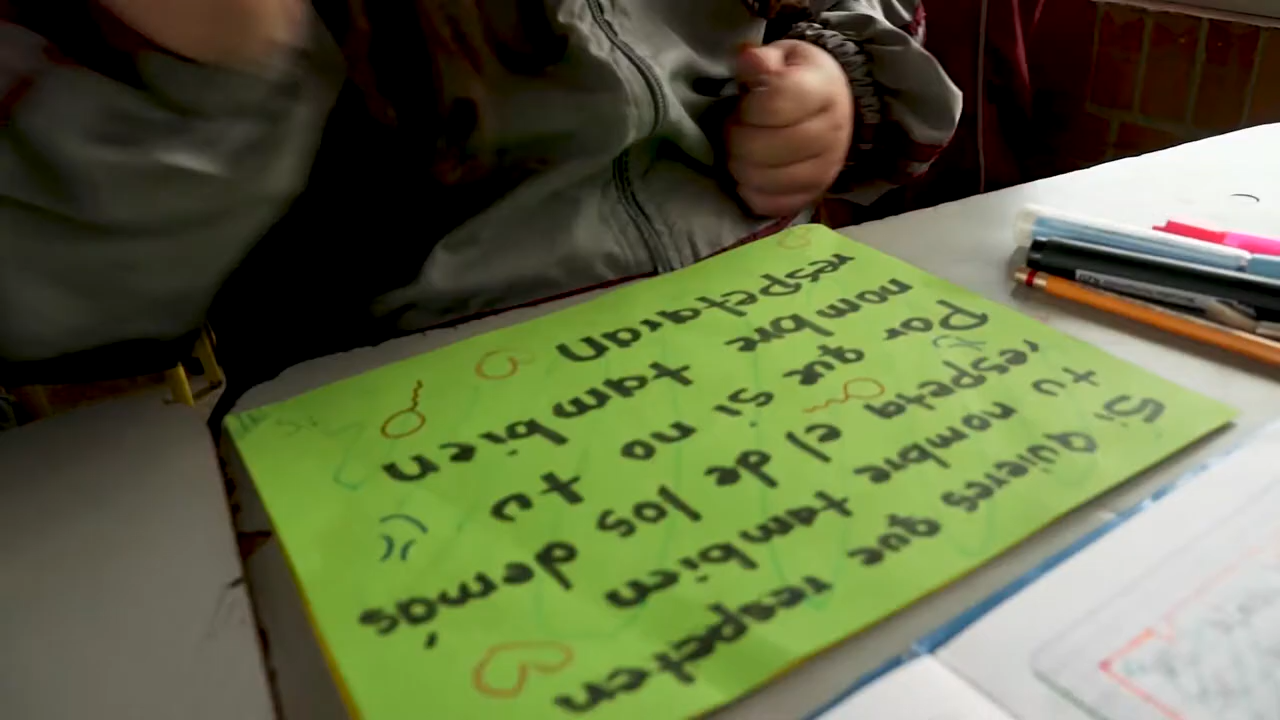 Si quieres que respeten
tu nombre tambien
respeta el de los demás
Por que si no tu
nombre tambien
respetaran